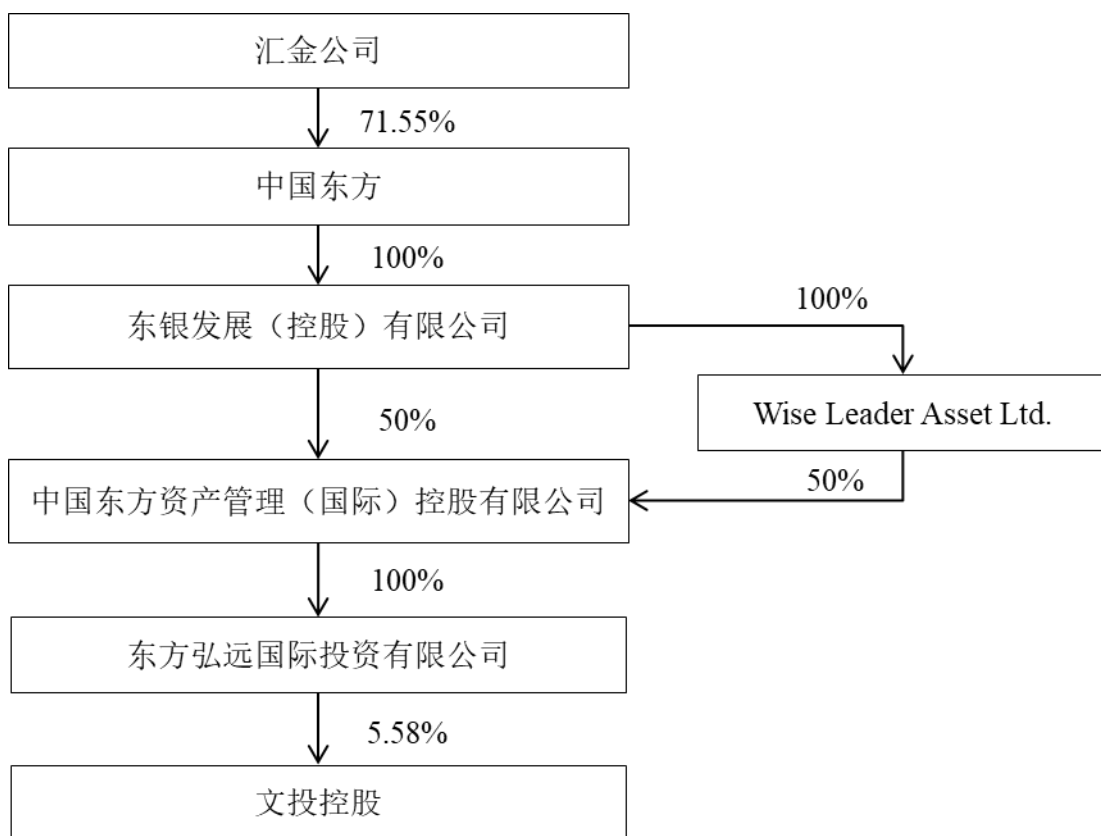 汇金公司
71.55%
中国东方
100%
100%
东银发展（控股）有限公司
Wise Leader Asset Ltd.
50%
50%
中国东方资产管理（国际）控股有限公司
100%
东方弘远国际投资有限公司
5.58%
文投控股